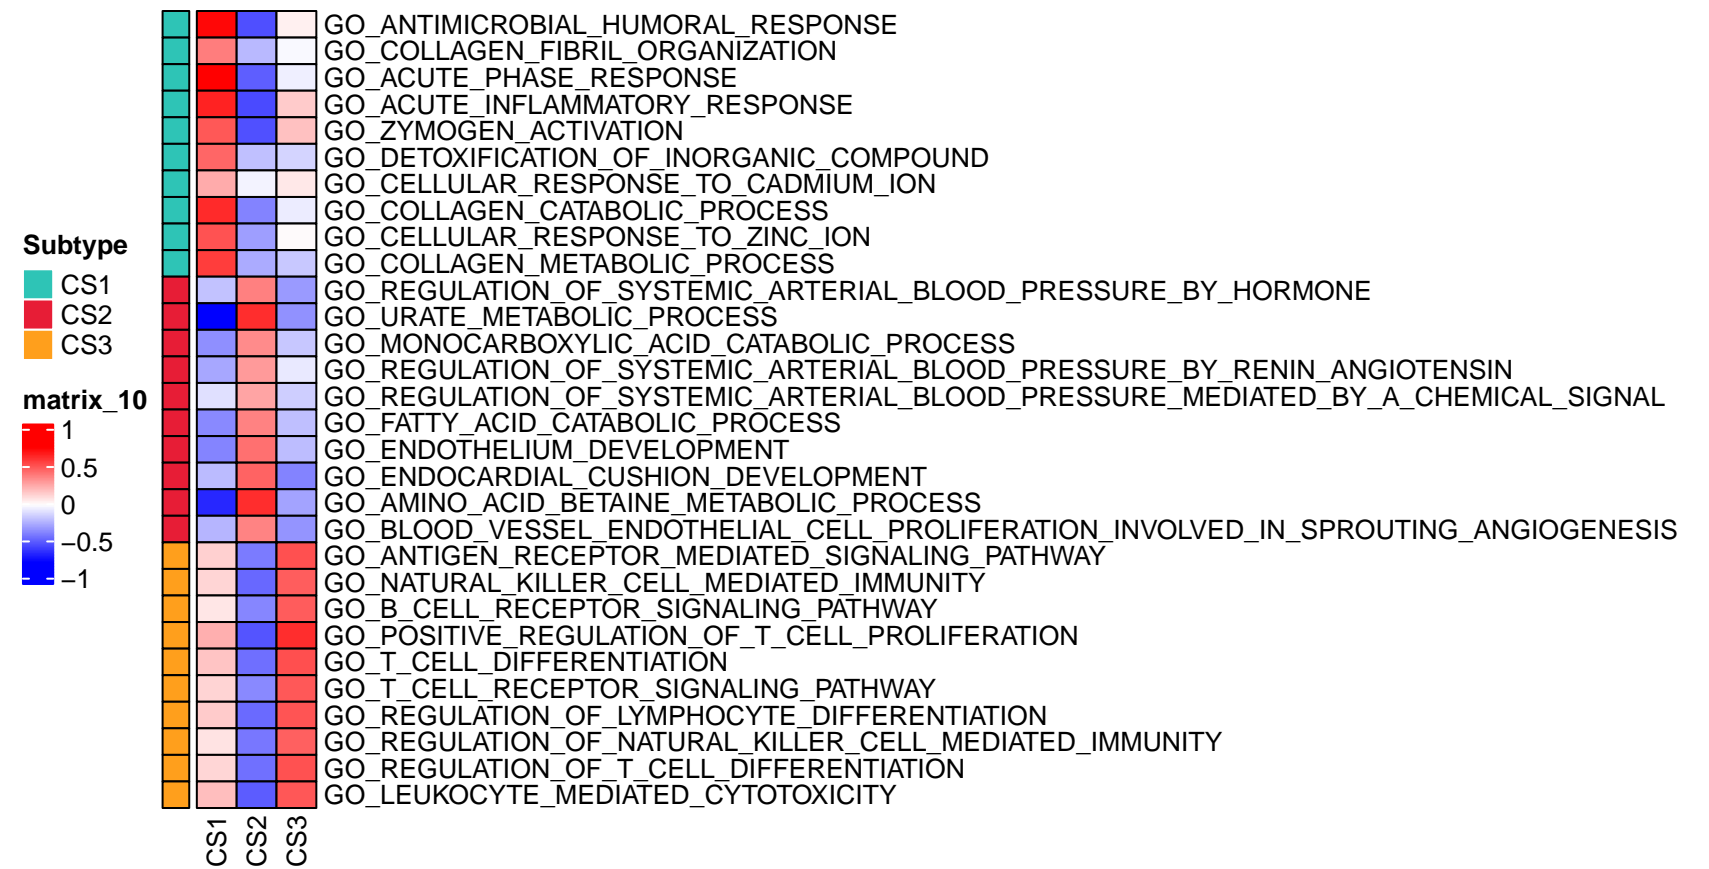 GO_ANTIMICROBIAL_HUMORAL_RESPONSE
GO_COLLAGEN_FIBRIL_ORGANIZATION
GO_ACUTE_PHASE_RESPONSE
GO_ACUTE_INFLAMMATORY_RESPONSE
GO_ZYMOGEN_ACTIVATION
GO_DETOXIFICATION_OF_INORGANIC_COMPOUND
GO_CELLULAR_RESPONSE_TO_CADMIUM_ION
GO_COLLAGEN_CATABOLIC_PROCESS
GO_CELLULAR_RESPONSE_TO_ZINC_ION
GO_COLLAGEN_METABOLIC_PROCESS
GO_REGULATION_OF_SYSTEMIC_ARTERIAL_BLOOD_PRESSURE_BY_HORMONE
GO_URATE_METABOLIC_PROCESS
GO_MONOCARBOXYLIC_ACID_CATABOLIC_PROCESS
GO_REGULATION_OF_SYSTEMIC_ARTERIAL_BLOOD_PRESSURE_BY_RENIN_ANGIOTENSIN
GO_REGULATION_OF_SYSTEMIC_ARTERIAL_BLOOD_PRESSURE_MEDIATED_BY_A_CHEMICAL_SIGNAL
GO_FATTY_ACID_CATABOLIC_PROCESS
GO_ENDOTHELIUM_DEVELOPMENT
GO_ENDOCARDIAL_CUSHION_DEVELOPMENT
GO_AMINO_ACID_BETAINE_METABOLIC_PROCESS
GO_BLOOD_VESSEL_ENDOTHELIAL_CELL_PROLIFERATION_INVOLVED_IN_SPROUTING_ANGIOGENESIS
GO_ANTIGEN_RECEPTOR_MEDIATED_SIGNALING_PATHWAY
GO_NATURAL_KILLER_CELL_MEDIATED_IMMUNITY
GO_B_CELL_RECEPTOR_SIGNALING_PATHWAY
GO_POSITIVE_REGULATION_OF_T_CELL_PROLIFERATION
GO_T_CELL_DIFFERENTIATION
GO_T_CELL_RECEPTOR_SIGNALING_PATHWAY
GO_REGULATION_OF_LYMPHOCYTE_DIFFERENTIATION
GO_REGULATION_OF_NATURAL_KILLER_CELL_MEDIATED_IMMUNITY
GO_REGULATION_OF_T_CELL_DIFFERENTIATION
GO_LEUKOCYTE_MEDIATED_CYTOTOXICITY
Subtype
CS1
CS2
CS3
matrix_10
1
0.5
0
−0.5
−1
CS1
CS2
CS3